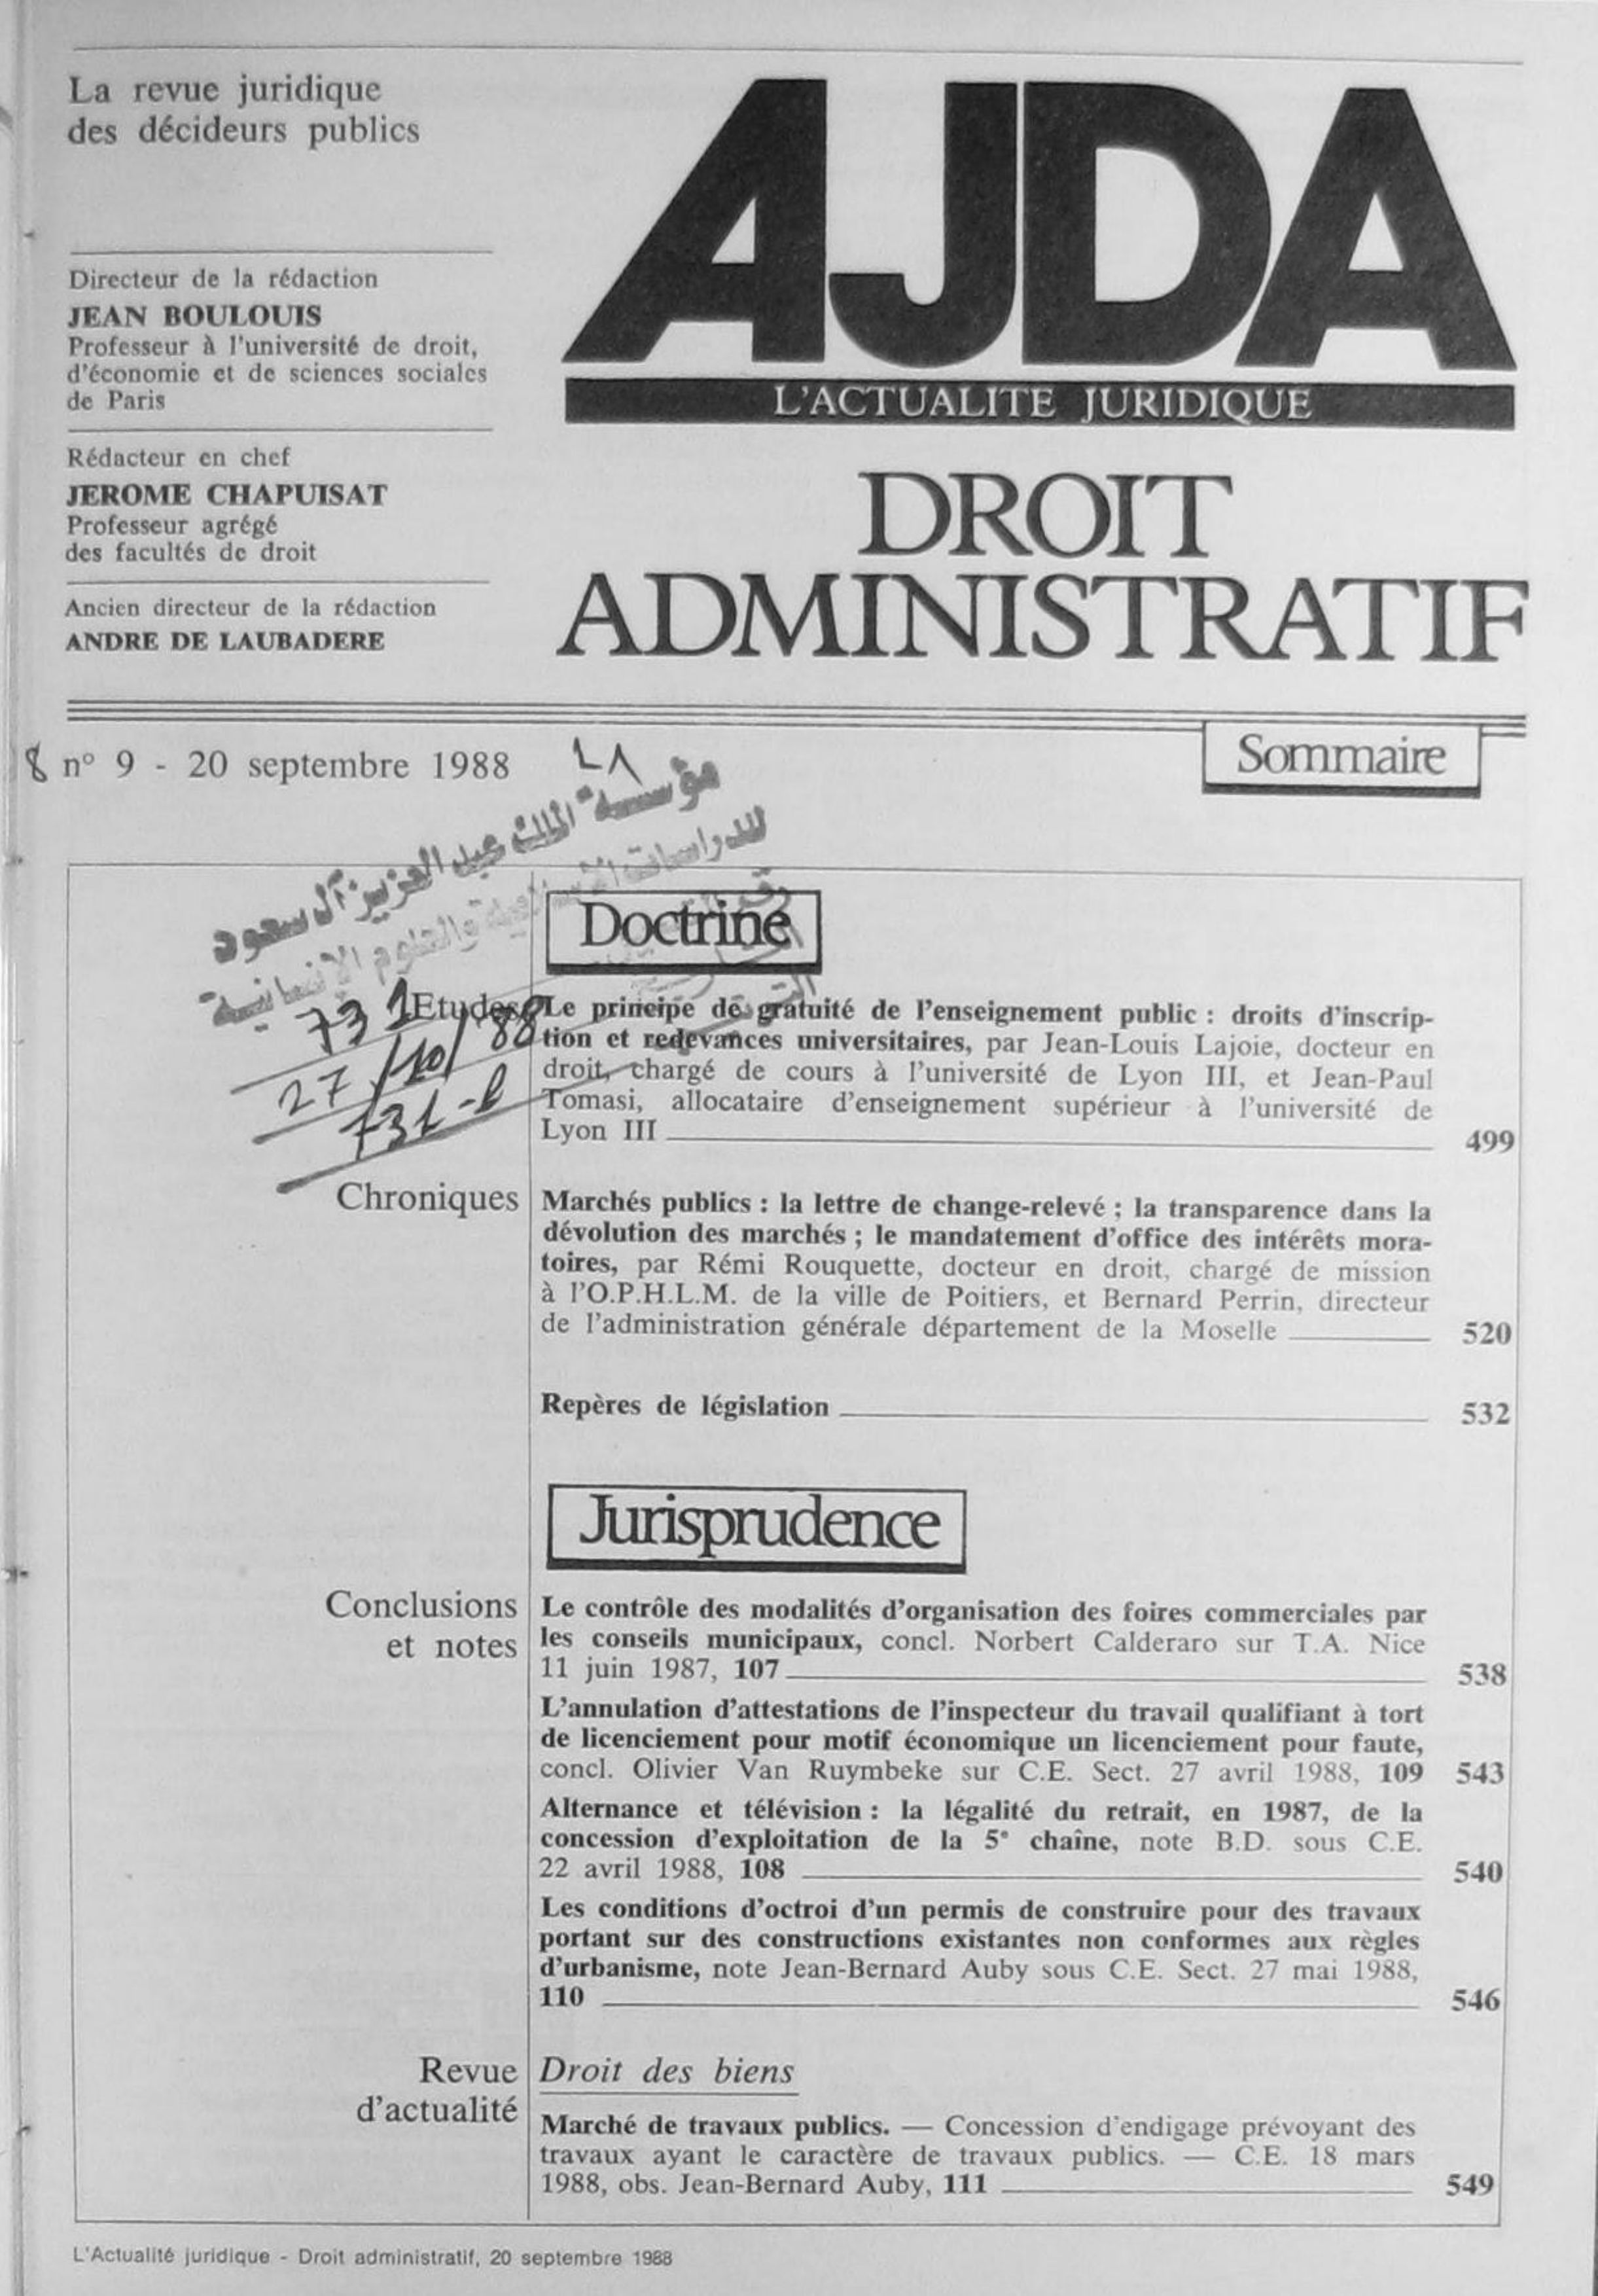 La revue juridique
des décideurs publics
Directeur de la rédaction
JEAN BOULOUIS
Professeur à l'université de droit,
d'économie et de sciences sociales
de Paris
Rédacteur en chef
JEROME CHAPUISAT
Professeur agrégé
des facultés de droit
Ancien directeur de la rédaction
ANDRE DE LAUBADERE
AJDA
L'ACTUALITE JURIDIQUE
DROIT
ADMINISTRATIF
8 n° 9 - 20 septembre 1988
Sommaire
مؤسسة الملك عبد العزيز آل سعود
للدراسات الإسلامية والعلوم الإنسانية
731
27/10/88
Doctrine
Etudes
Le principe de gratuité de l'enseignement public : droits d'inscrip-
tion et redevances universitaires, par Jean-Louis Lajoie, docteur en
droit, chargé de cours à l'université de Lyon III, et Jean-Paul
Tomasi, allocataire d'enseignement supérieur à l'université de
Lyon III 499
Chroniques
Marchés publics : la lettre de change-relevé ; la transparence dans la
dévolution des marchés ; le mandatement d'office des intérêts mora-
toires, par Rémi Rouquette, docteur en droit, chargé de mission
à l'O.P.H.L.M. de la ville de Poitiers, et Bernard Perrin, directeur
de l'administration générale département de la Moselle 520
Repères de législation 532
Jurisprudence
Conclusions
et notes
Le contrôle des modalités d'organisation des foires commerciales par
les conseils municipaux, concl. Norbert Calderaro sur T.A. Nice
11 juin 1987, 107 538
L'annulation d'attestations de l'inspecteur du travail qualifiant à tort
de licenciement pour motif économique un licenciement pour faute,
concl. Olivier Van Ruymbeke sur C.E. Sect. 27 avril 1988, 109 543
Alternance et télévision : la légalité du retrait, en 1987, de la
concession d'exploitation de la 5e chaîne, note B.D. sous C.E.
22 avril 1988, 108 540
Les conditions d'octroi d'un permis de construire pour des travaux
portant sur des constructions existantes non conformes aux règles
d'urbanisme, note Jean-Bernard Auby sous C.E. Sect. 27 mai 1988,
110 546
Revue
d'actualité
Droit des biens
Marché de travaux publics. — Concession d'endigage prévoyant des
travaux ayant le caractère de travaux publics. — C.E. 18 mars
1988, obs. Jean-Bernard Auby, 111 549
L'Actualité juridique - Droit administratif, 20 septembre 1988